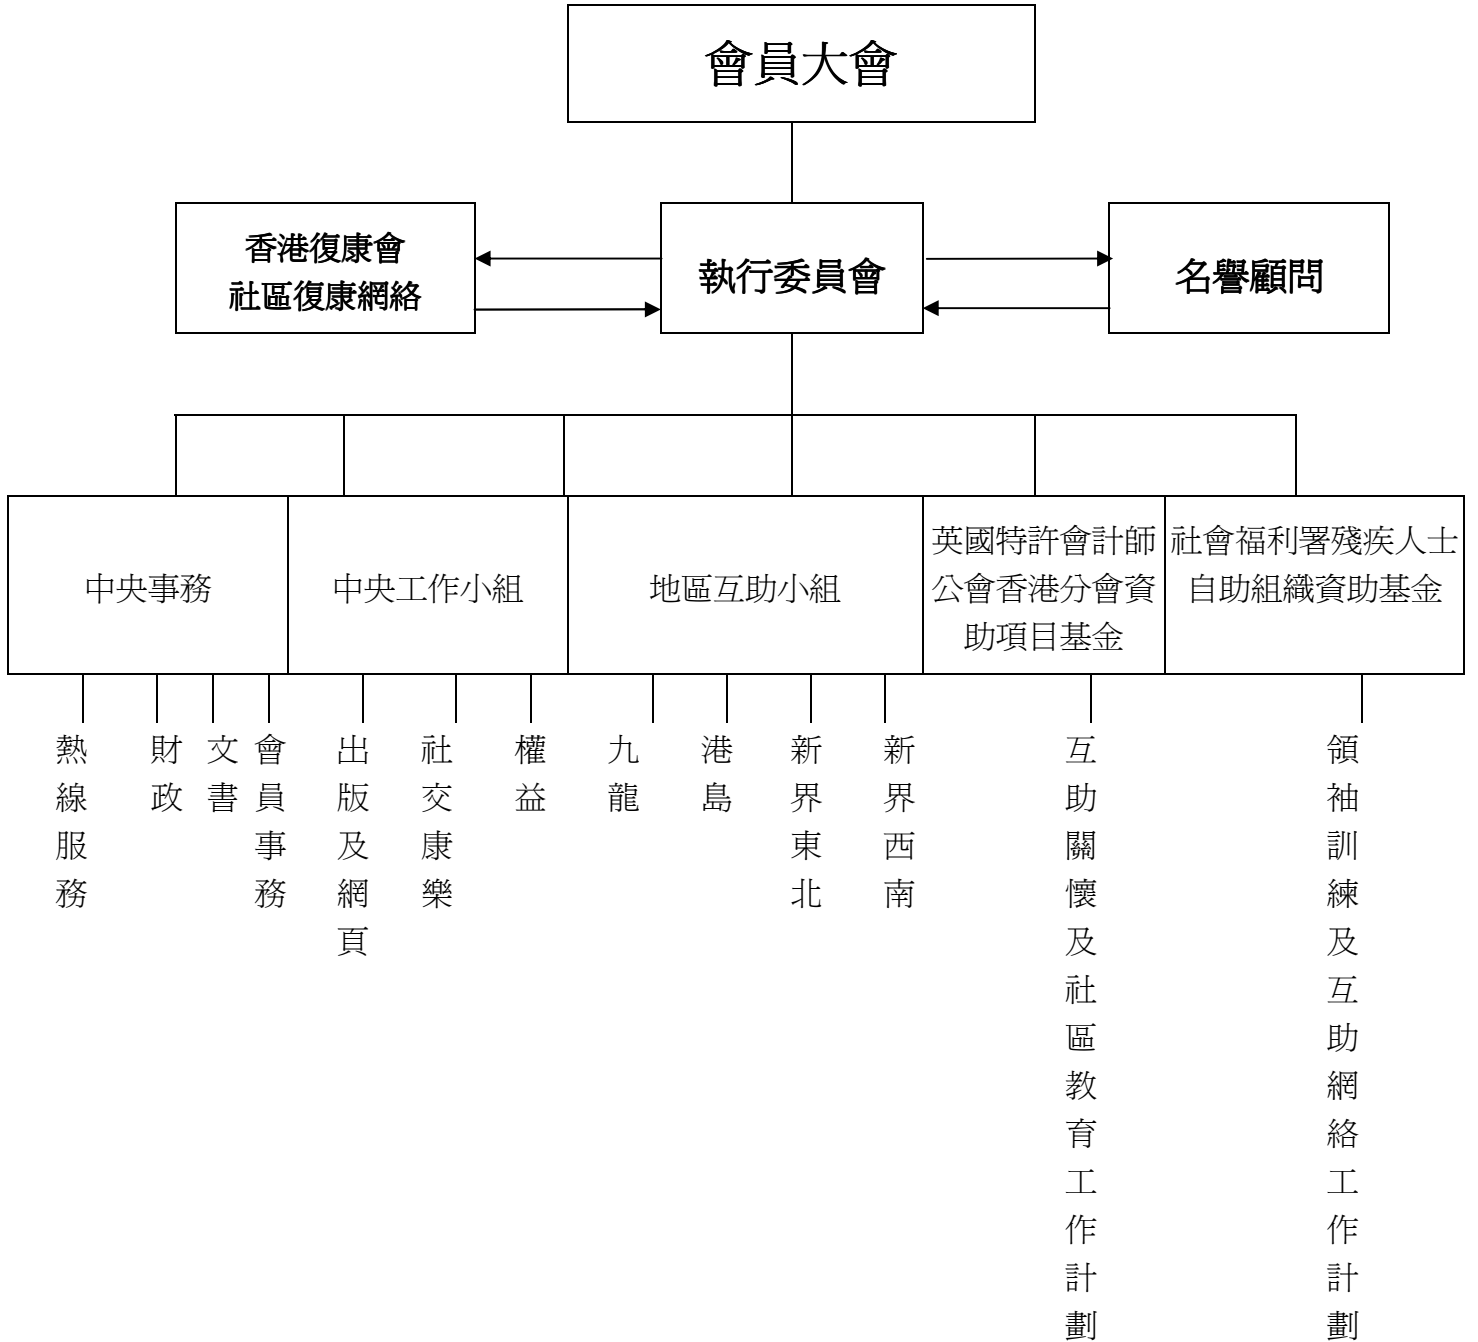 會員大會
香港復康會
社區復康網絡
執行委員會
名譽顧問
中央事務
中央工作小組
地區互助小組
英國特許會計師
公會香港分會資
助項目基金
社會福利署殘疾人士
自助組織資助基金
熱線服務
財政
文書
會員事務
出版及網頁
社交康樂
權益
九龍
港島
新界東北
新界西南
互助關懷及社區教育工作計劃
領袖訓練及互助網絡工作計劃